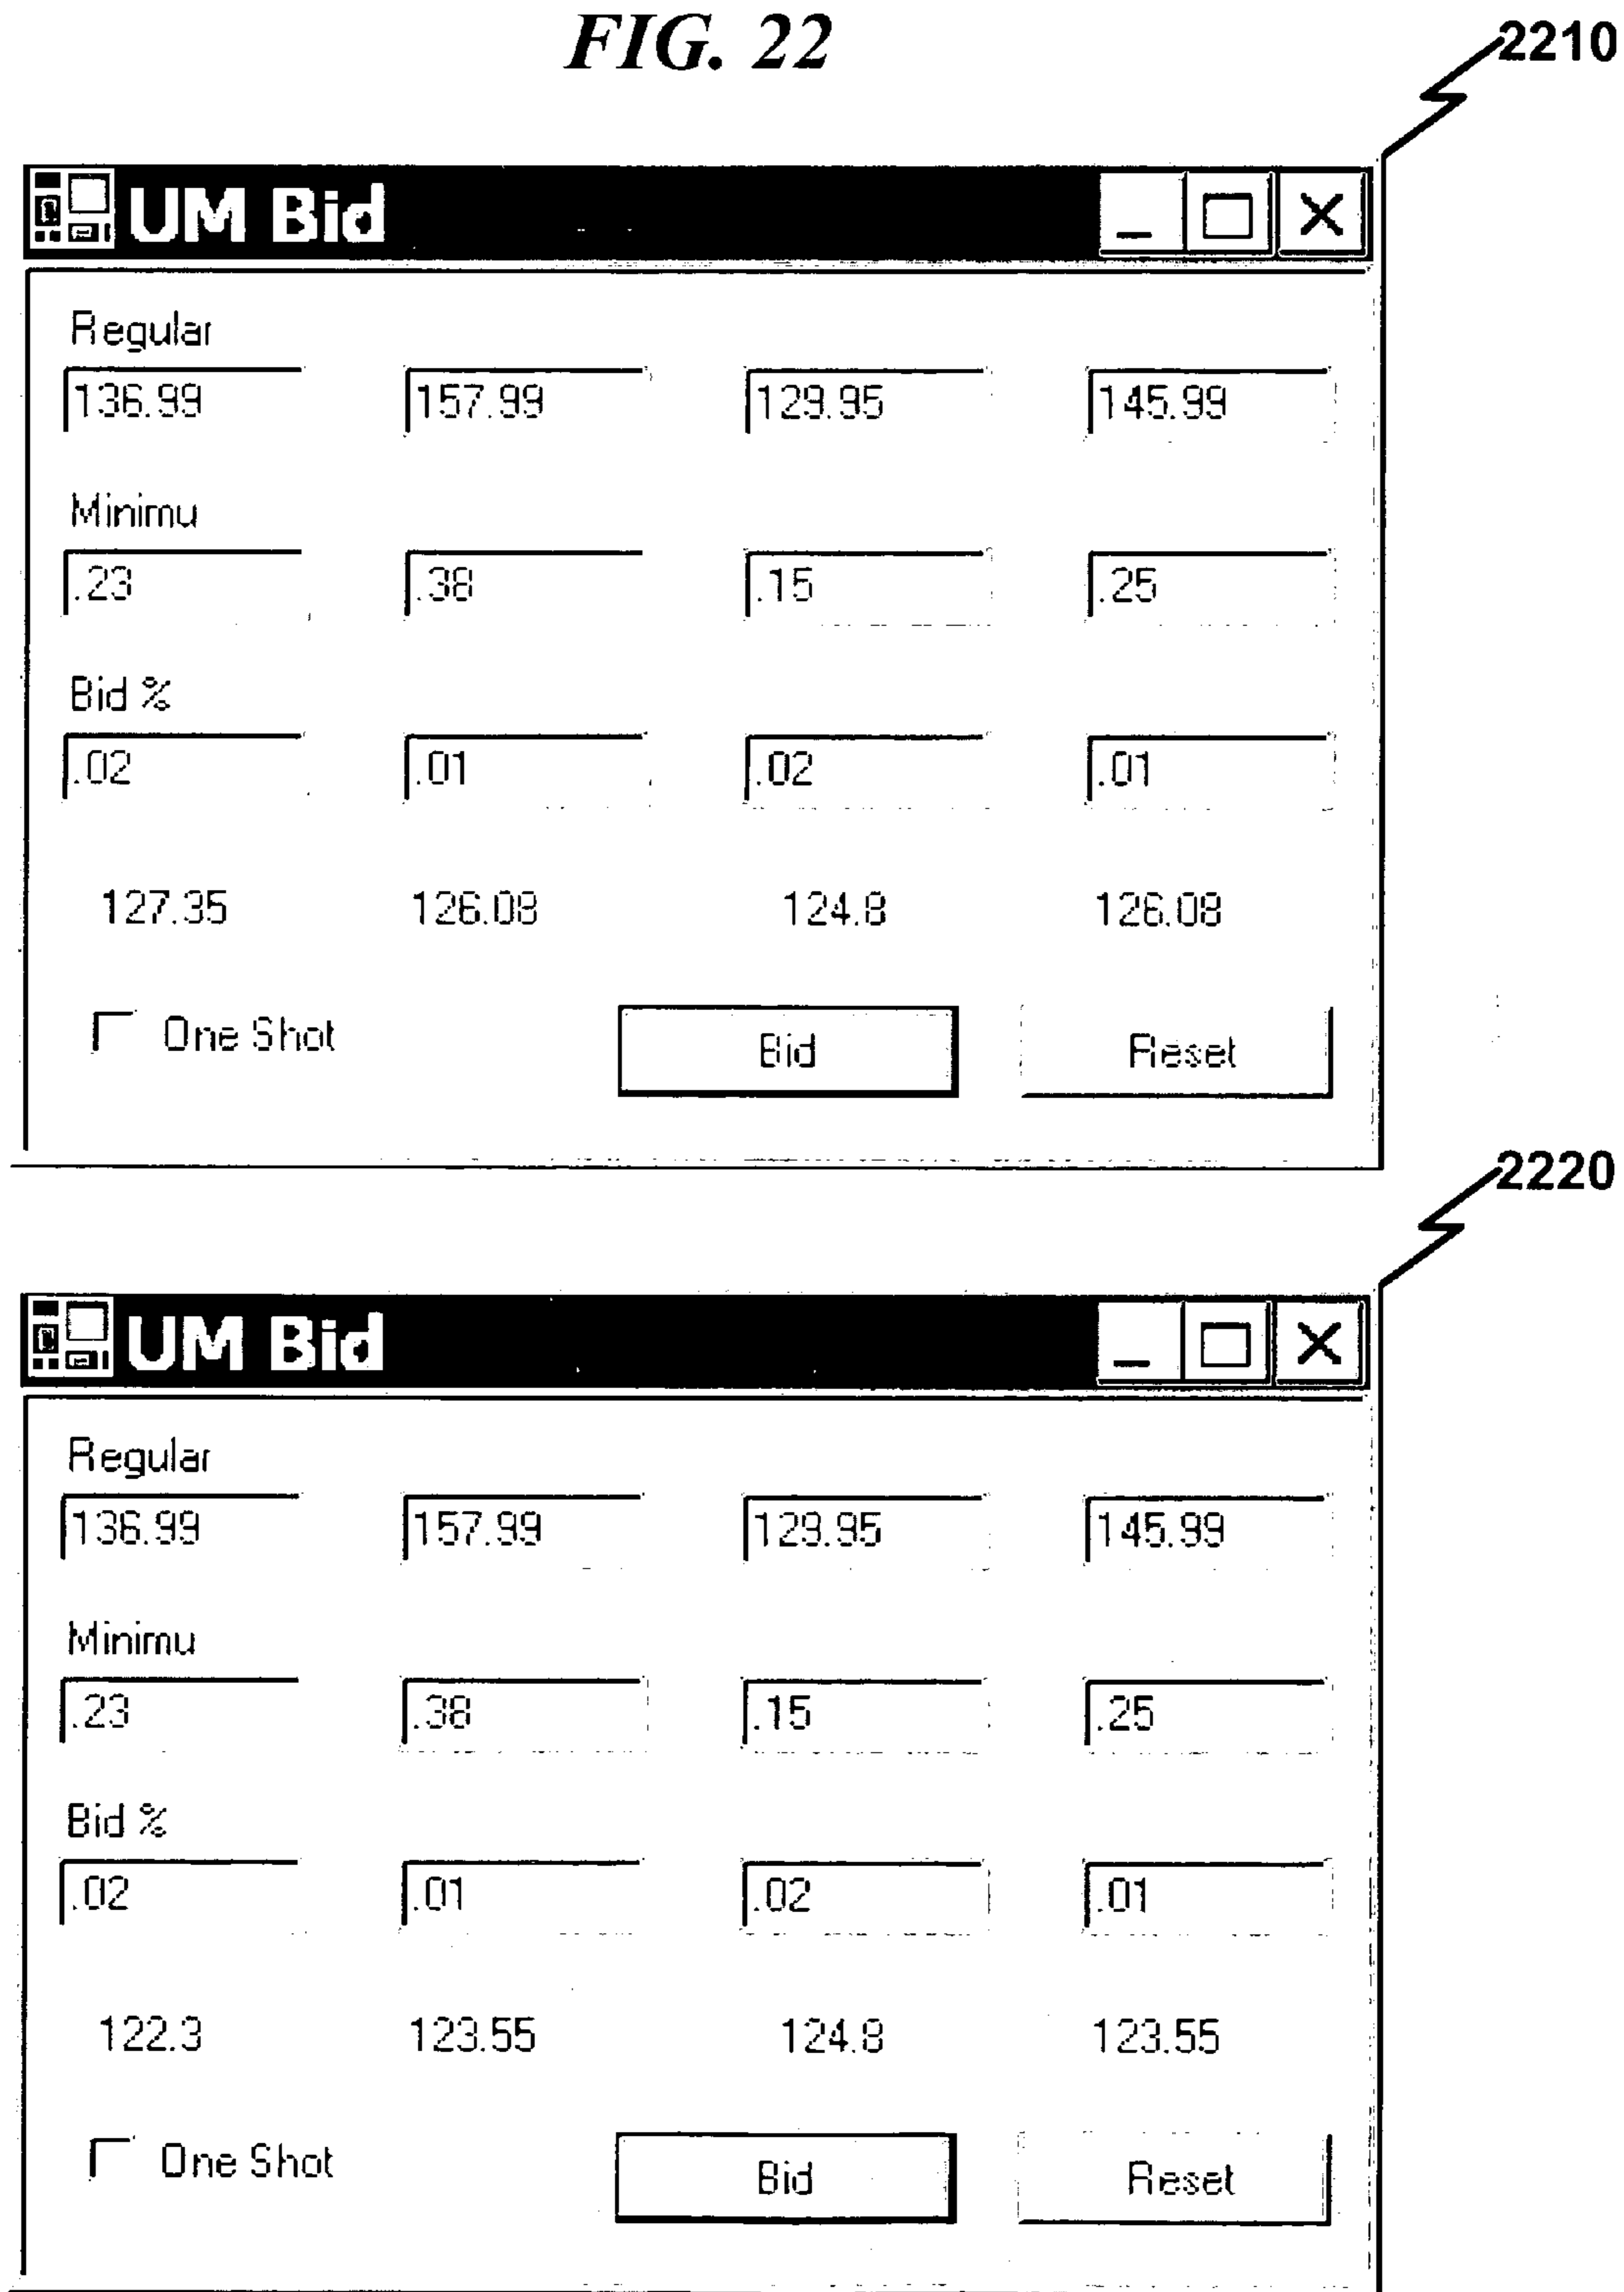 FIG. 22
2210
UM Bid
Regular
136.99 157.99 129.95 145.99
Minimu
.23 .38 .15 .25
Bid %
.02 .01 .02 .01
127.35 126.08 124.8 126.08
One Shot Bid Reset
2220
UM Bid
Regular
136.99 157.99 129.95 145.99
Minimu
.23 .38 .15 .25
Bid %
.02 .01 .02 .01
122.3 123.55 124.8 123.55
One Shot Bid Reset